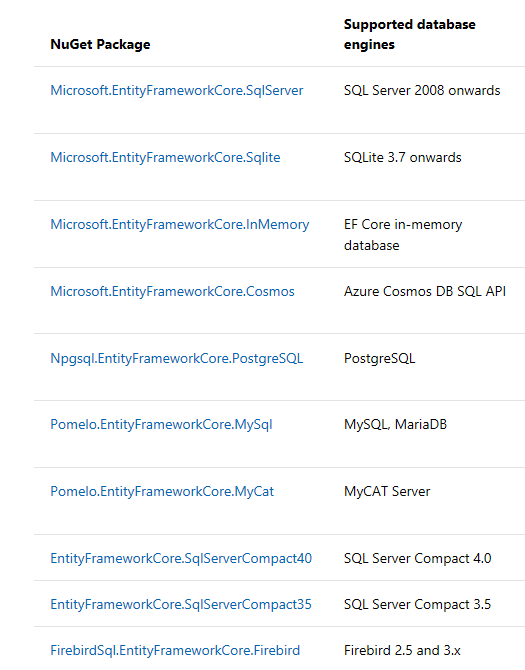 NuGet Package
Supported database
engines
Microsoft.EntityFrameworkCore.SqlServer
SQL Server 2008 onwards
Microsoft.EntityFrameworkCore.Sqlite
SQLite 3.7 onwards
Microsoft.EntityFrameworkCore.InMemory
EF Core in-memory
database
Microsoft.EntityFrameworkCore.Cosmos
Azure Cosmos DB SQL API
Npgsql.EntityFrameworkCore.PostgreSQL
PostgreSQL
Pomelo.EntityFrameworkCore.MySql
MySQL, MariaDB
Pomelo.EntityFrameworkCore.MyCat
MyCAT Server
EntityFrameworkCore.SqlServerCompact40
SQL Server Compact 4.0
EntityFrameworkCore.SqlServerCompact35
SQL Server Compact 3.5
FirebirdSql.EntityFrameworkCore.Firebird
Firebird 2.5 and 3.x